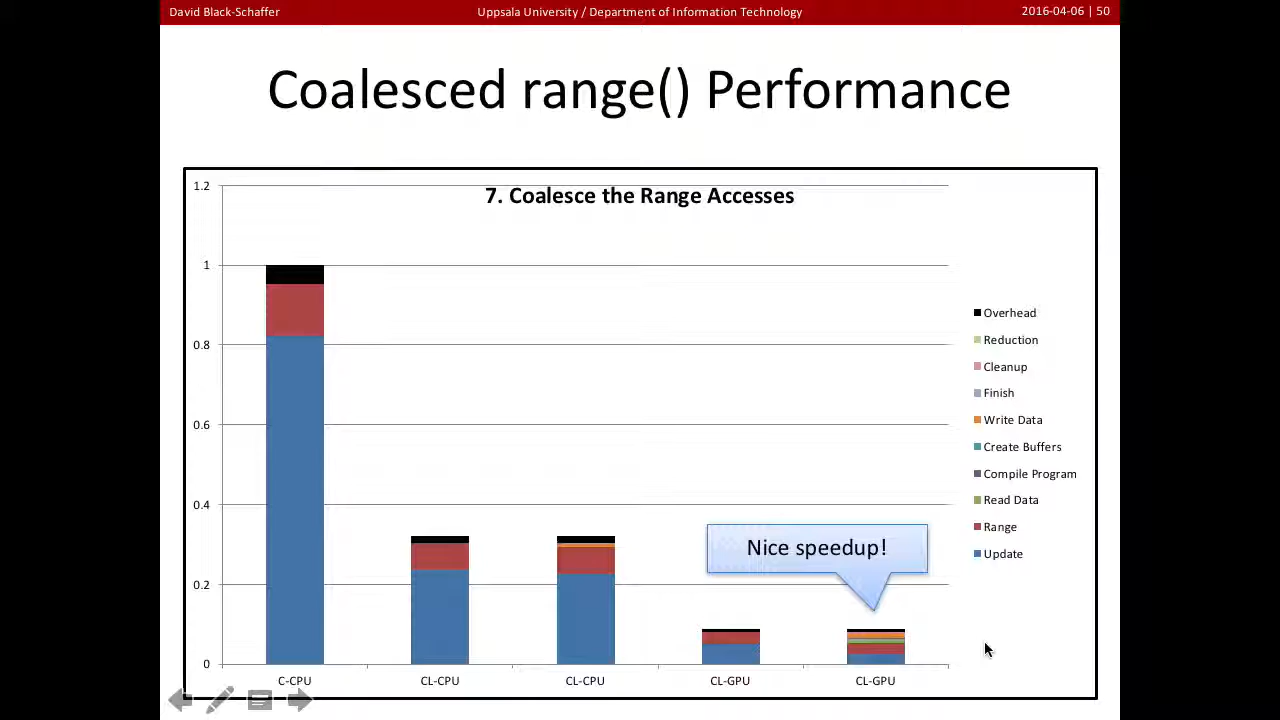 David Black-Schaffer
Uppsala University / Department of Information Technology
2016-04-06 | 50
Coalesced range() Performance
7. Coalesce the Range Accesses
1.2
1
0.8
0.6
0.4
0.2
0
C-CPU
CL-CPU
CL-CPU
CL-GPU
CL-GPU
Nice speedup!
Overhead
Reduction
Cleanup
Finish
Write Data
Create Buffers
Compile Program
Read Data
Range
Update